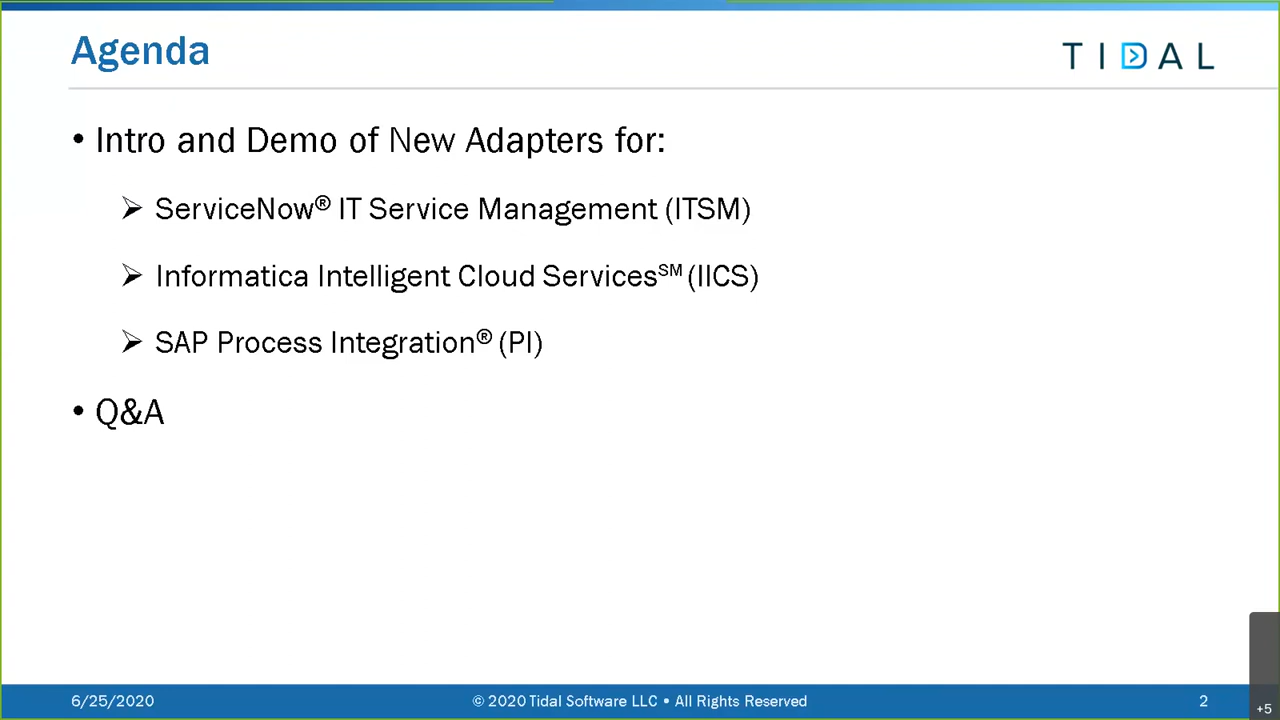 Agenda
TIDAL
• Intro and Demo of New Adapters for:
➢ ServiceNow® IT Service Management (ITSM)
➢ Informatica Intelligent Cloud Services℠ (IICS)
➢ SAP Process Integration® (PI)
• Q&A
6/25/2020
© 2020 Tidal Software LLC • All Rights Reserved
2
+5